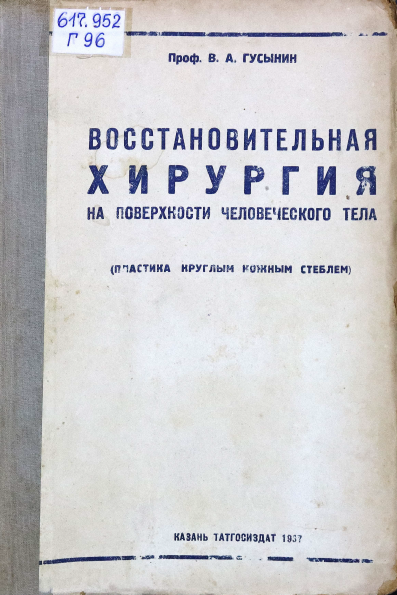 617.952
Г 96
Проф. В. А. ГУСЫНИН
ВОССТАНОВИТЕЛЬНАЯ
ХИРУРГИЯ
НА ПОВЕРХНОСТИ ЧЕЛОВЕЧЕСКОГО ТЕЛА
(ПЛАСТИКА КРУГЛЫМ КОЖНЫМ СТЕБЛЕМ)
КАЗАНЬ ТАТГОСИЗДАТ 1937